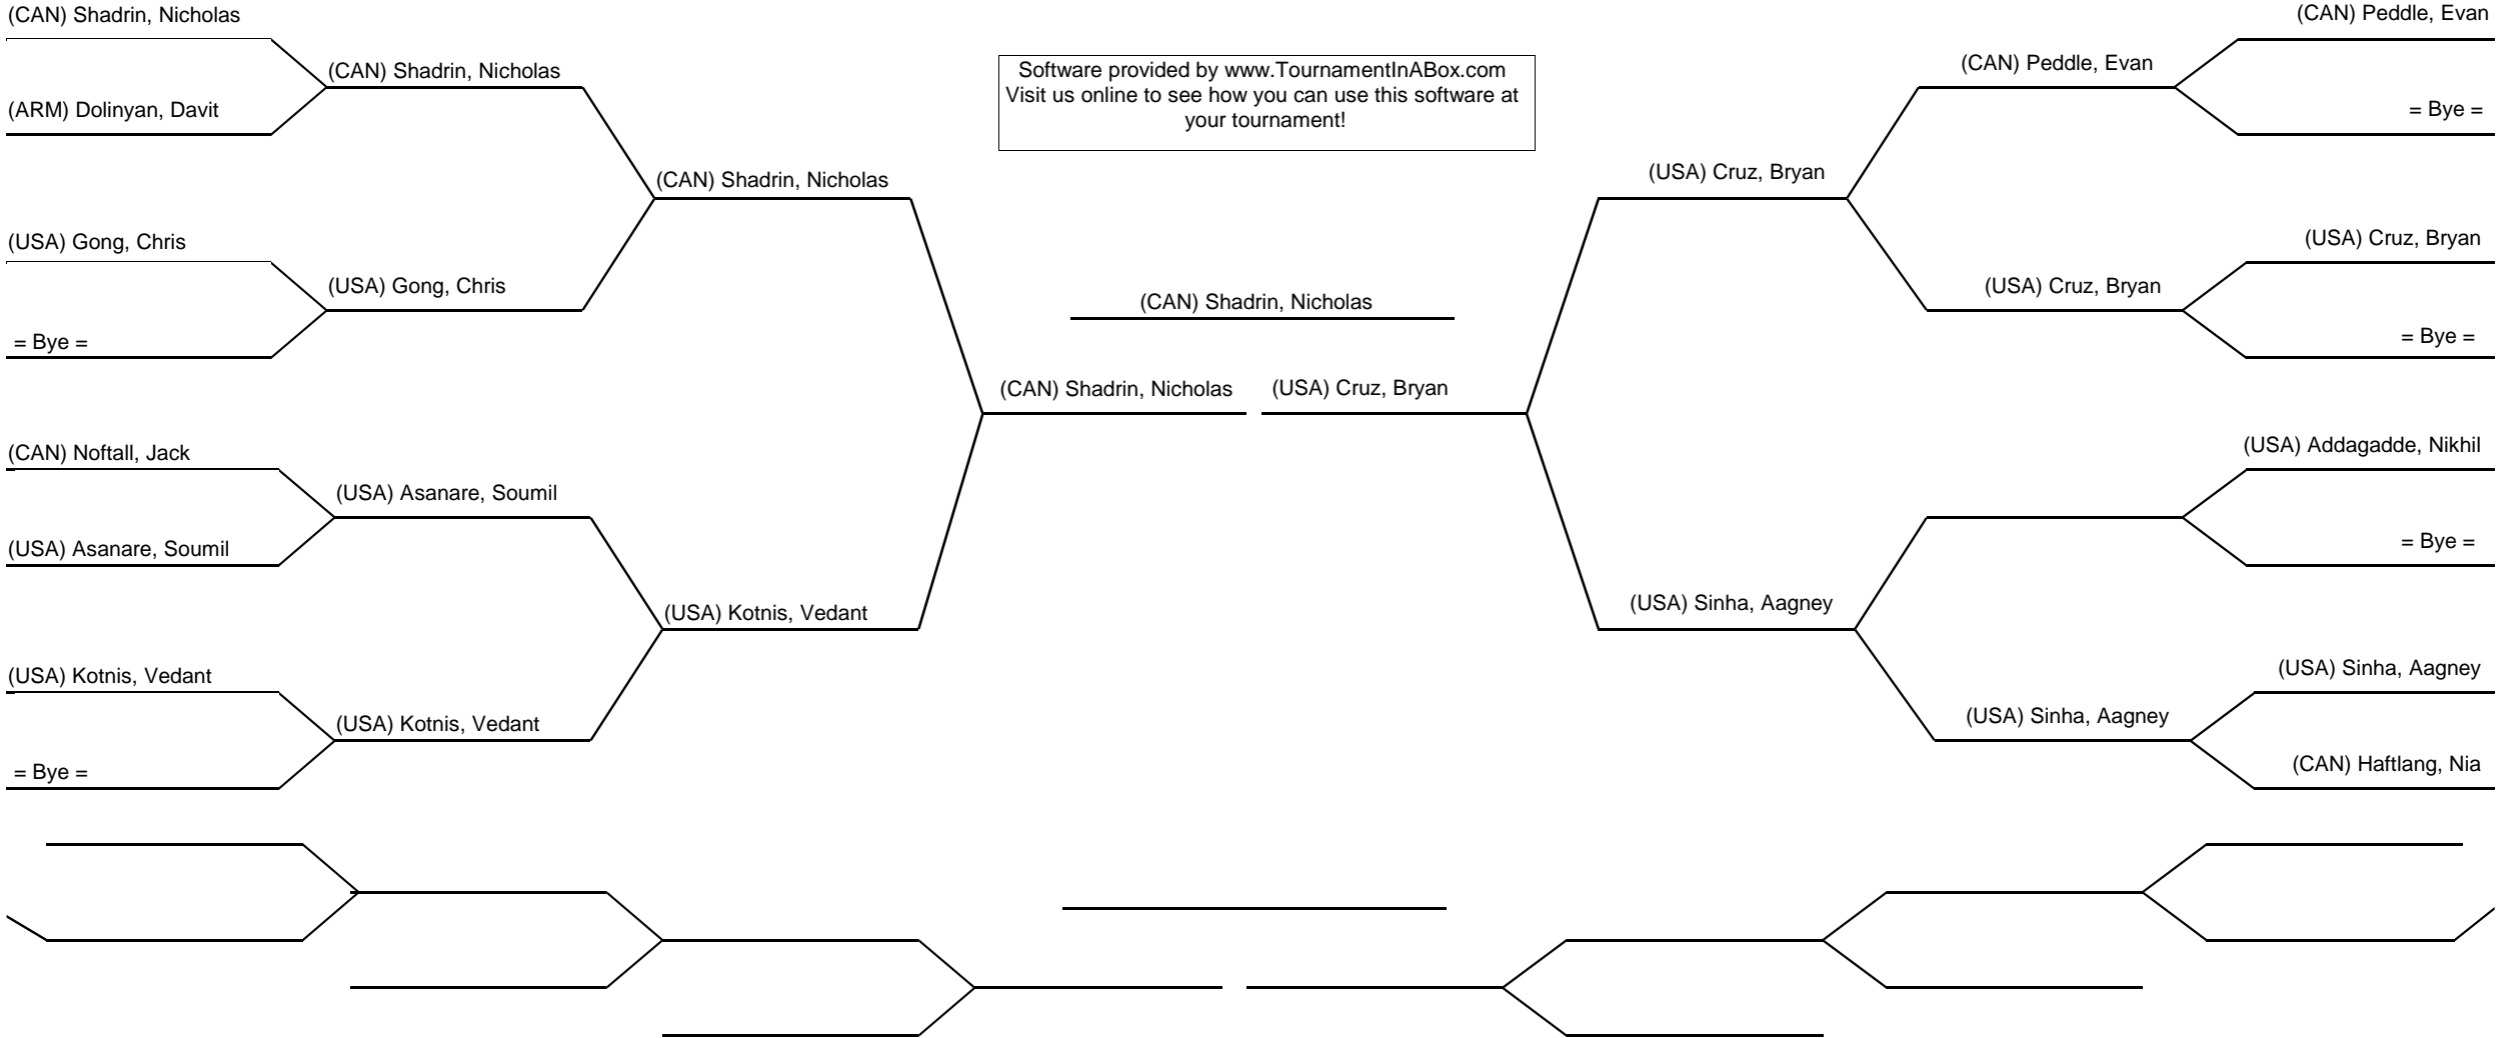 (CAN) Shadrin, Nicholas
(ARM) Dolinyan, Davit
(USA) Gong, Chris
= Bye =
(CAN) Noftall, Jack
(USA) Asanare, Soumil
(USA) Kotnis, Vedant
= Bye =
(CAN) Shadrin, Nicholas
(USA) Gong, Chris
(USA) Asanare, Soumil
(USA) Kotnis, Vedant
(CAN) Shadrin, Nicholas
(USA) Kotnis, Vedant
Software provided by www.TournamentInABox.com
Visit us online to see how you can use this software at
your tournament!
(CAN) Shadrin, Nicholas
(CAN) Shadrin, Nicholas
(USA) Cruz, Bryan
(USA) Cruz, Bryan
(USA) Sinha, Aagney
(CAN) Peddle, Evan
(USA) Cruz, Bryan
(USA) Sinha, Aagney
(CAN) Peddle, Evan
= Bye =
(USA) Cruz, Bryan
= Bye =
(USA) Addagadde, Nikhil
= Bye =
(USA) Sinha, Aagney
(CAN) Haftlang, Nia